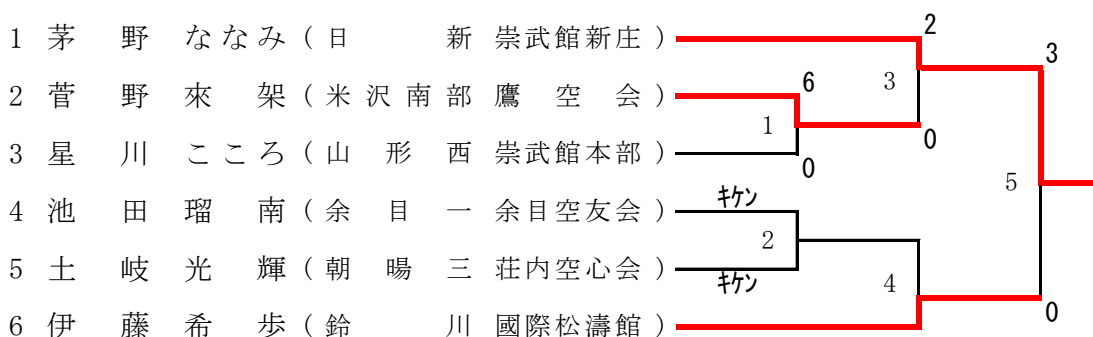 1 茅野ななみ(日新 崇武館新庄)
2 菅野來架(米沢南部 鷹空会)
3 星川こころ(山形西 崇武館本部)
4 池田瑠南(余目一 余目空友会)
5 土岐光輝(朝暘三 荘内空心会)
6 伊藤希歩(鈴川 國際松濤館)
2
3
6
3
1
0
0
5
キケン
2
キケン
4
0